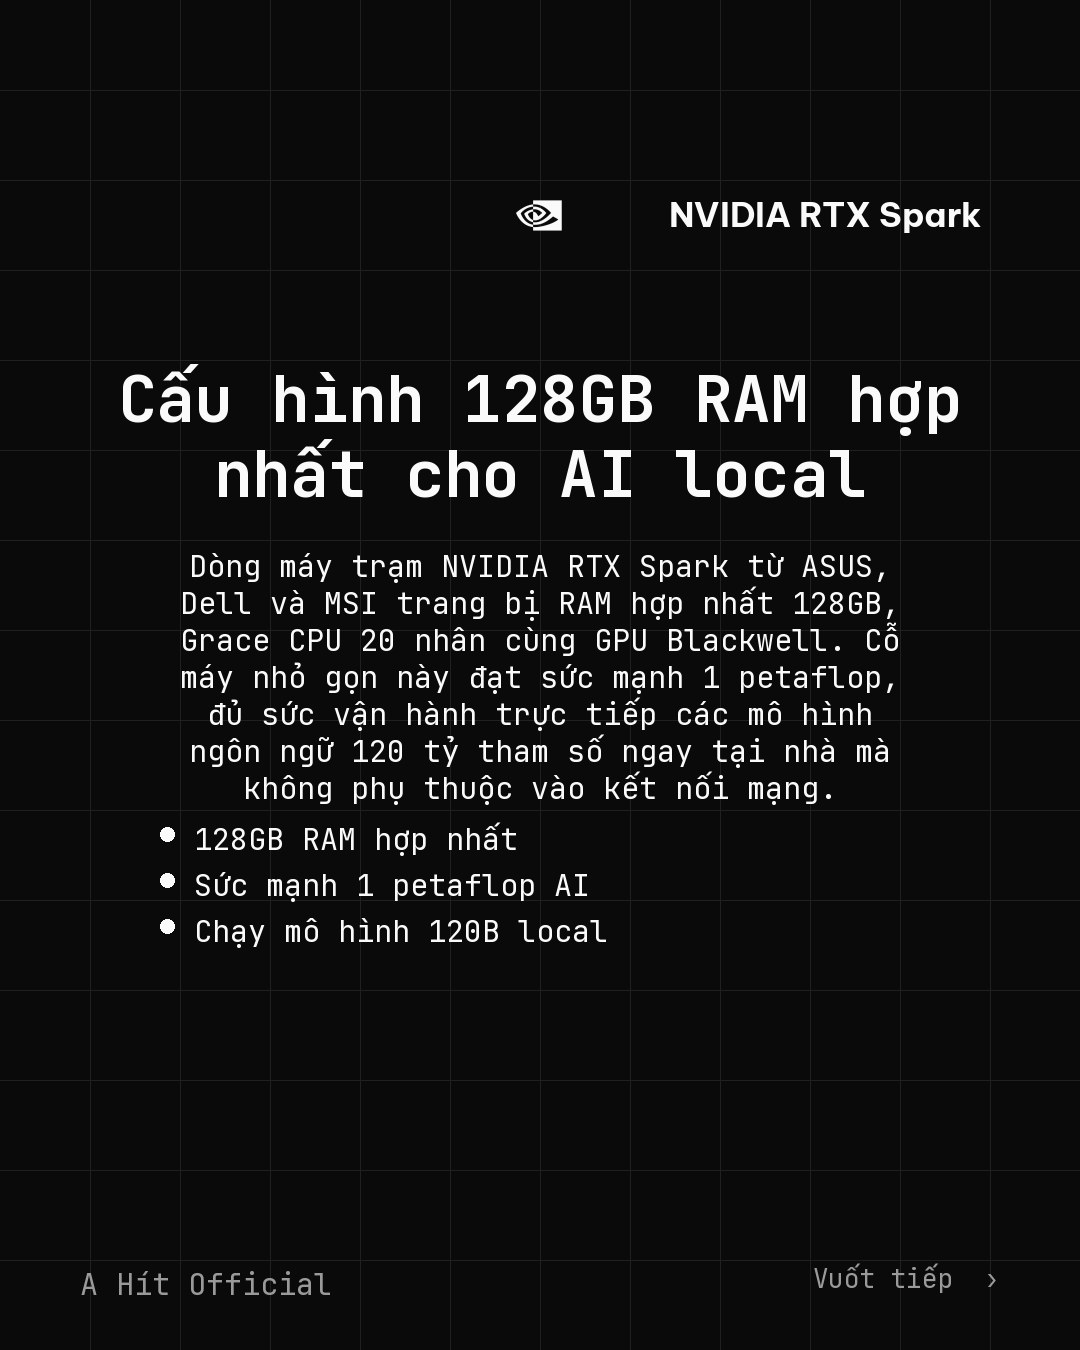 NVIDIA RTX Spark
Cấu hình 128GB RAM hợp
nhất cho AI local
Dòng máy trạm NVIDIA RTX Spark từ ASUS,
Dell và MSI trang bị RAM hợp nhất 128GB,
Grace CPU 20 nhân cùng GPU Blackwell. Cỗ
máy nhỏ gọn này đạt sức mạnh 1 petaflop,
đủ sức vận hành trực tiếp các mô hình
ngôn ngữ 120 tỷ tham số ngay tại nhà mà
không phụ thuộc vào kết nối mạng.
128GB RAM hợp nhất
Sức mạnh 1 petaflop AI
Chạy mô hình 120B local
A Hít Official
Vuốt tiếp ›